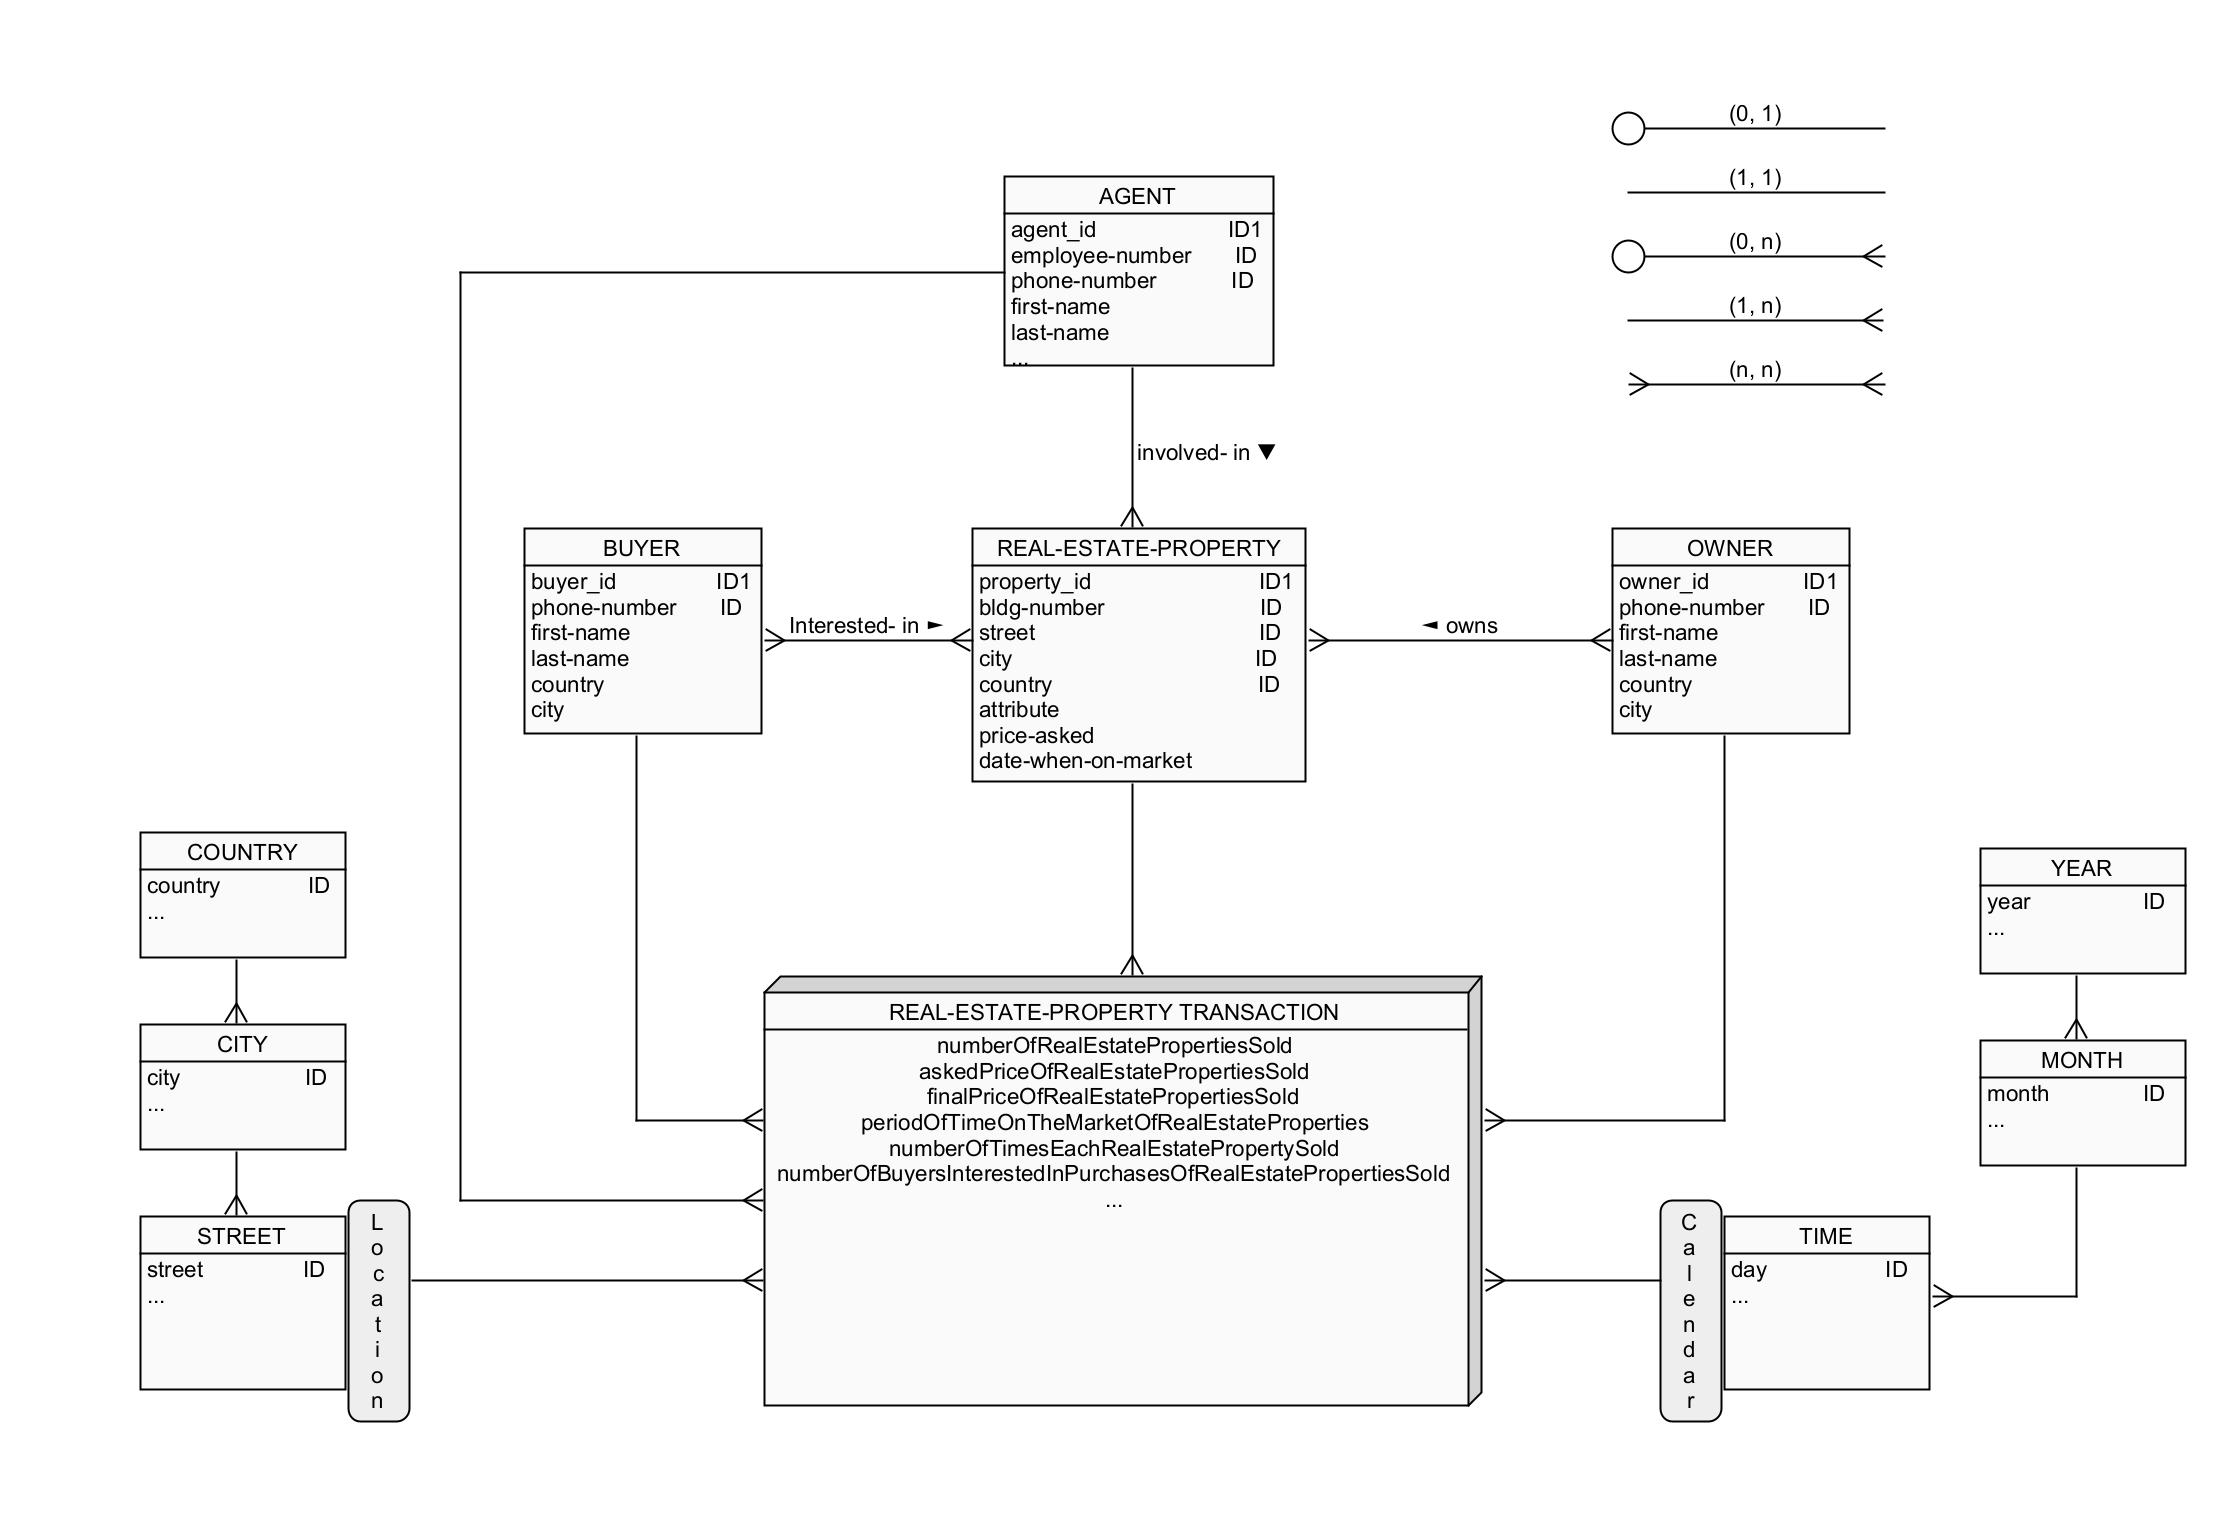 (0, 1)
(1, 1)
(0, n)
(1, n)
(n, n)
AGENT
agent_id ID1
employee-number ID
phone-number ID
first-name
last-name
...
involved- in ▼
BUYER
buyer_id ID1
phone-number ID
first-name
last-name
country
city
Interested- in ►
REAL-ESTATE-PROPERTY
property_id ID1
bldg-number ID
street ID
city ID
country ID
attribute
price-asked
date-when-on-market
◄ owns
OWNER
owner_id ID1
phone-number ID
first-name
last-name
country
city
COUNTRY
country ID
...
CITY
city ID
...
STREET
street ID
...
Location
REAL-ESTATE-PROPERTY TRANSACTION
numberOfRealEstatePropertiesSold
askedPriceOfRealEstatePropertiesSold
finalPriceOfRealEstatePropertiesSold
periodOfTimeOnTheMarketOfRealEstateProperties
numberOfTimesEachRealEstatePropertySold
numberOfBuyersInterestedInPurchasesOfRealEstatePropertiesSold
...
YEAR
year ID
...
MONTH
month ID
...
Calendar
TIME
day ID
...